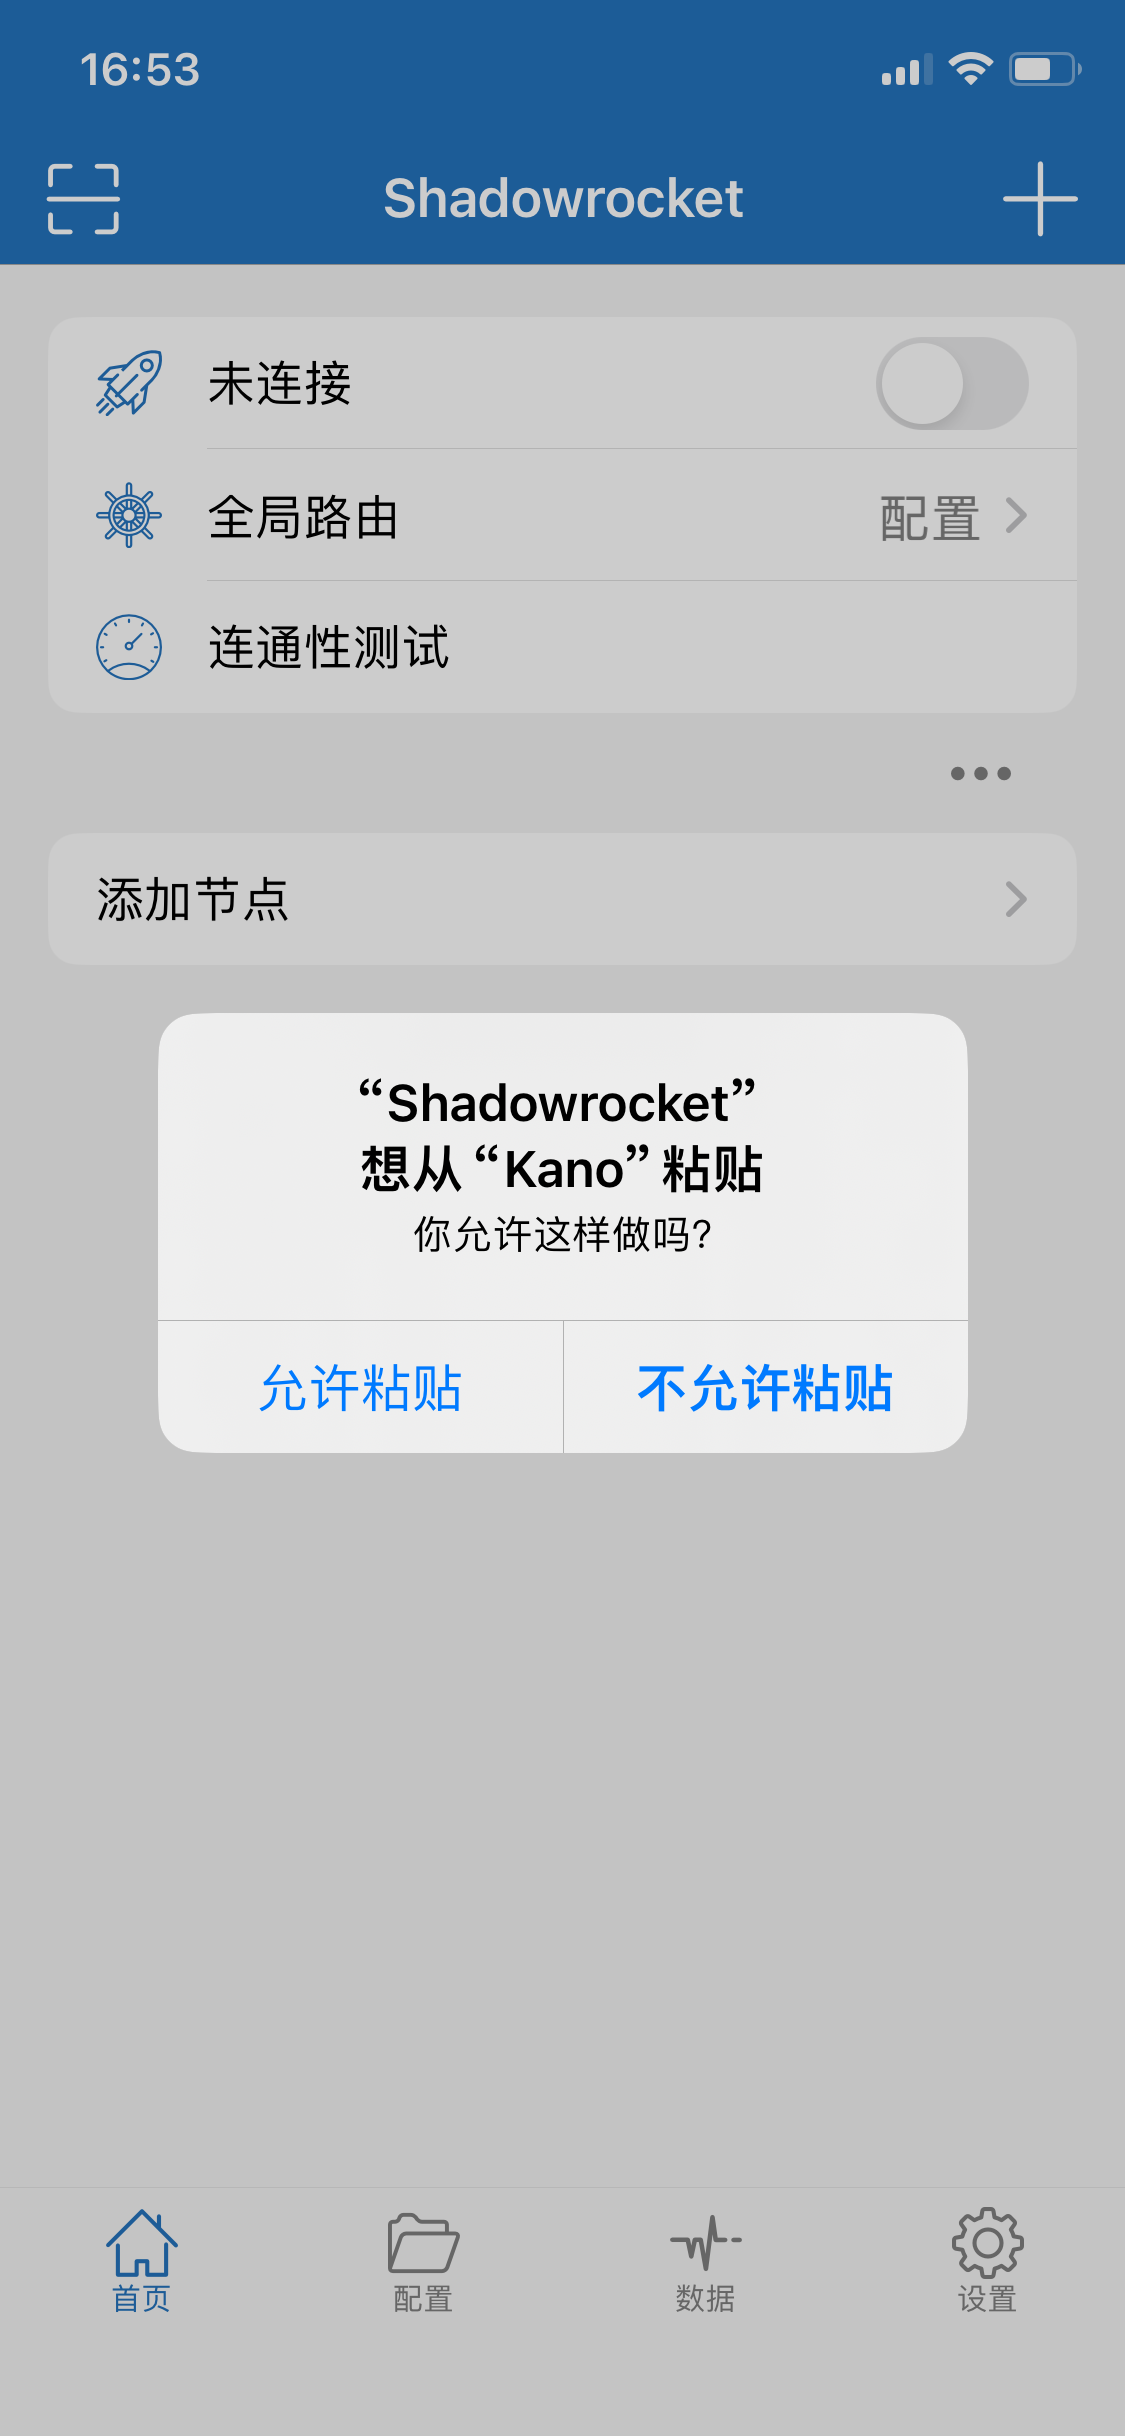 16:53
Shadowrocket
未连接
全局路由 配置
连通性测试
添加节点
“Shadowrocket”
想从“Kano”粘贴
你允许这样做吗?
允许粘贴 不允许粘贴
首页 配置 数据 设置